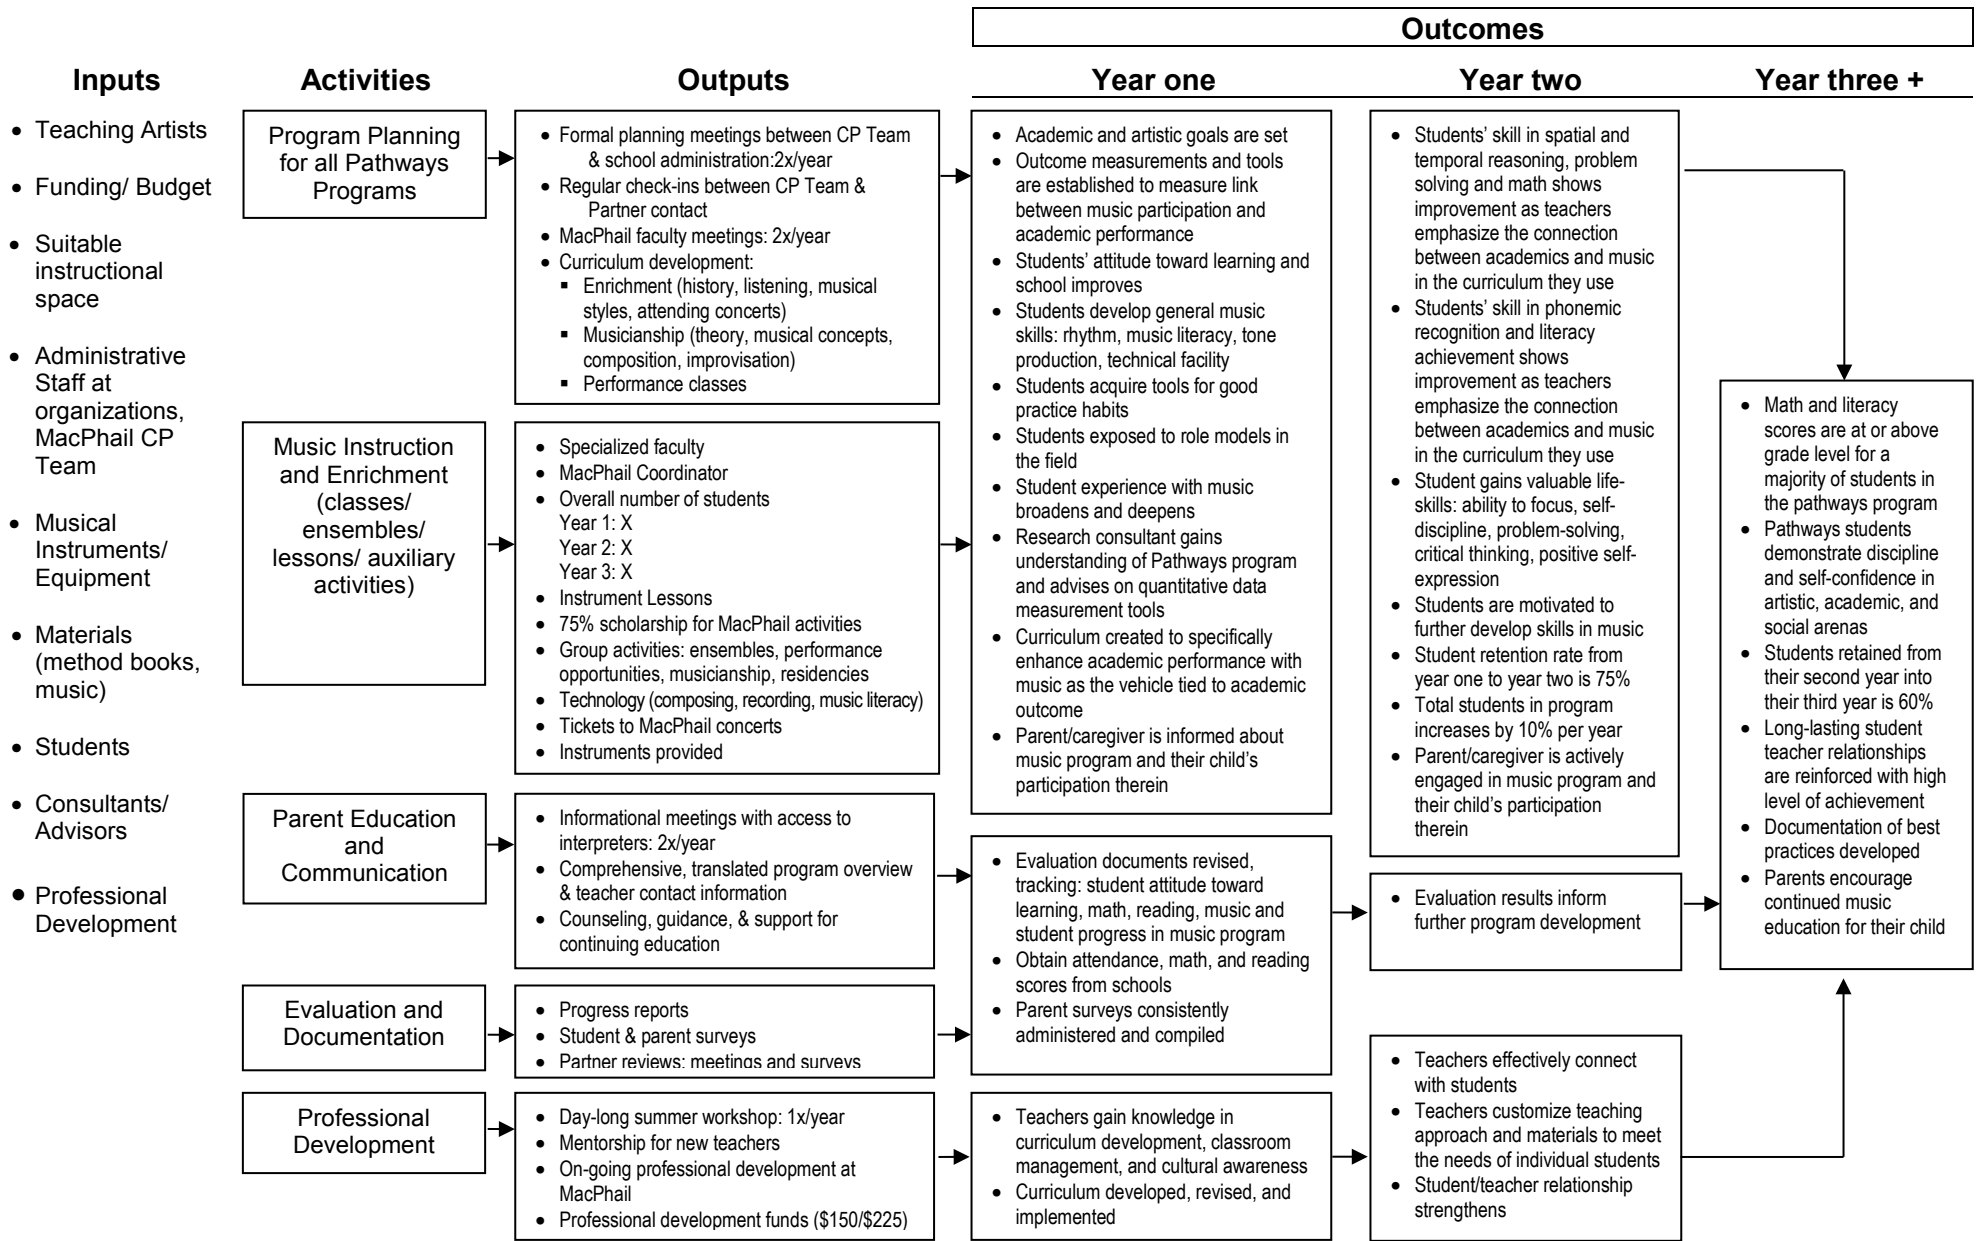 Outcomes
Inputs
Activities
Outputs
Year one
Year two
Year three +
• Teaching Artists
• Funding/ Budget
• Suitable
instructional
space
• Administrative
Staff at
organizations,
MacPhail CP
Team
• Musical
Instruments/
Equipment
• Materials
(method books,
music)
• Students
• Consultants/
Advisors
• Professional
Development
Program Planning
for all Pathways
Programs
Music Instruction
and Enrichment
(classes/
ensembles/
lessons/ auxiliary
activities)
Parent Education
and
Communication
Evaluation and
Documentation
Professional
Development
• Formal planning meetings between CP Team
& school administration:2x/year
• Regular check-ins between CP Team &
Partner contact
• MacPhail faculty meetings: 2x/year
• Curriculum development:
▪ Enrichment (history, listening, musical
styles, attending concerts)
▪ Musicianship (theory, musical concepts,
composition, improvisation)
▪ Performance classes
• Specialized faculty
• MacPhail Coordinator
• Overall number of students
Year 1: X
Year 2: X
Year 3: X
• Instrument Lessons
• 75% scholarship for MacPhail activities
• Group activities: ensembles, performance
opportunities, musicianship, residencies
• Technology (composing, recording, music literacy)
• Tickets to MacPhail concerts
• Instruments provided
• Informational meetings with access to
interpreters: 2x/year
• Comprehensive, translated program overview
& teacher contact information
• Counseling, guidance, & support for
continuing education
• Progress reports
• Student & parent surveys
• Partner reviews: meetings and surveys
• Day-long summer workshop: 1x/year
• Mentorship for new teachers
• On-going professional development at
MacPhail
• Professional development funds ($150/$225)
• Academic and artistic goals are set
• Outcome measurements and tools
are established to measure link
between music participation and
academic performance
• Students' attitude toward learning and
school improves
• Students develop general music
skills: rhythm, music literacy, tone
production, technical facility
• Students acquire tools for good
practice habits
• Students exposed to role models in
the field
• Student experience with music
broadens and deepens
• Research consultant gains
understanding of Pathways program
and advises on quantitative data
measurement tools
• Curriculum created to specifically
enhance academic performance with
music as the vehicle tied to academic
outcome
• Parent/caregiver is informed about
music program and their child's
participation therein
• Evaluation documents revised,
tracking: student attitude toward
learning, math, reading, music and
student progress in music program
• Obtain attendance, math, and reading
scores from schools
• Parent surveys consistently
administered and compiled
• Teachers gain knowledge in
curriculum development, classroom
management, and cultural awareness
• Curriculum developed, revised, and
implemented
• Students' skill in spatial and
temporal reasoning, problem
solving and math shows
improvement as teachers
emphasize the connection
between academics and music
in the curriculum they use
• Students' skill in phonemic
recognition and literacy
achievement shows
improvement as teachers
emphasize the connection
between academics and music
in the curriculum they use
• Student gains valuable life-
skills: ability to focus, self-
discipline, problem-solving,
critical thinking, positive self-
expression
• Students are motivated to
further develop skills in music
• Student retention rate from
year one to year two is 75%
• Total students in program
increases by 10% per year
• Parent/caregiver is actively
engaged in music program and
their child's participation
therein
• Evaluation results inform
further program development
• Teachers effectively connect
with students
• Teachers customize teaching
approach and materials to meet
the needs of individual students
• Student/teacher relationship
strengthens
• Math and literacy
scores are at or above
grade level for a
majority of students in
the pathways program
• Pathways students
demonstrate discipline
and self-confidence in
artistic, academic, and
social arenas
• Students retained from
their second year into
their third year is 60%
• Long-lasting student
teacher relationships
are reinforced with high
level of achievement
• Documentation of best
practices developed
• Parents encourage
continued music
education for their child